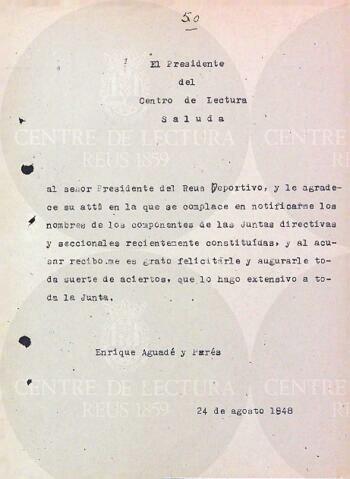 50
El Presidente
del
Centro de Lectura
Saluda
al señor Presidente del Reus Deportivo, y le agrade-
ce su attº en la que se complace en notificarme los
nombres de los componentes de las Juntas directivas
y seccionales recientemente constituídas, y al acu-
sar recibo.me es grato felicitarle y augurarle to-
da suerte de aciertos, que lo hago extensivo a to-
da la Junta.
Enrique Aguadé y Parés
24 de agosto 1948
CENTRE DE LECTURA
REUS 1859
CENTRE DE LECTURA
REUS 1859